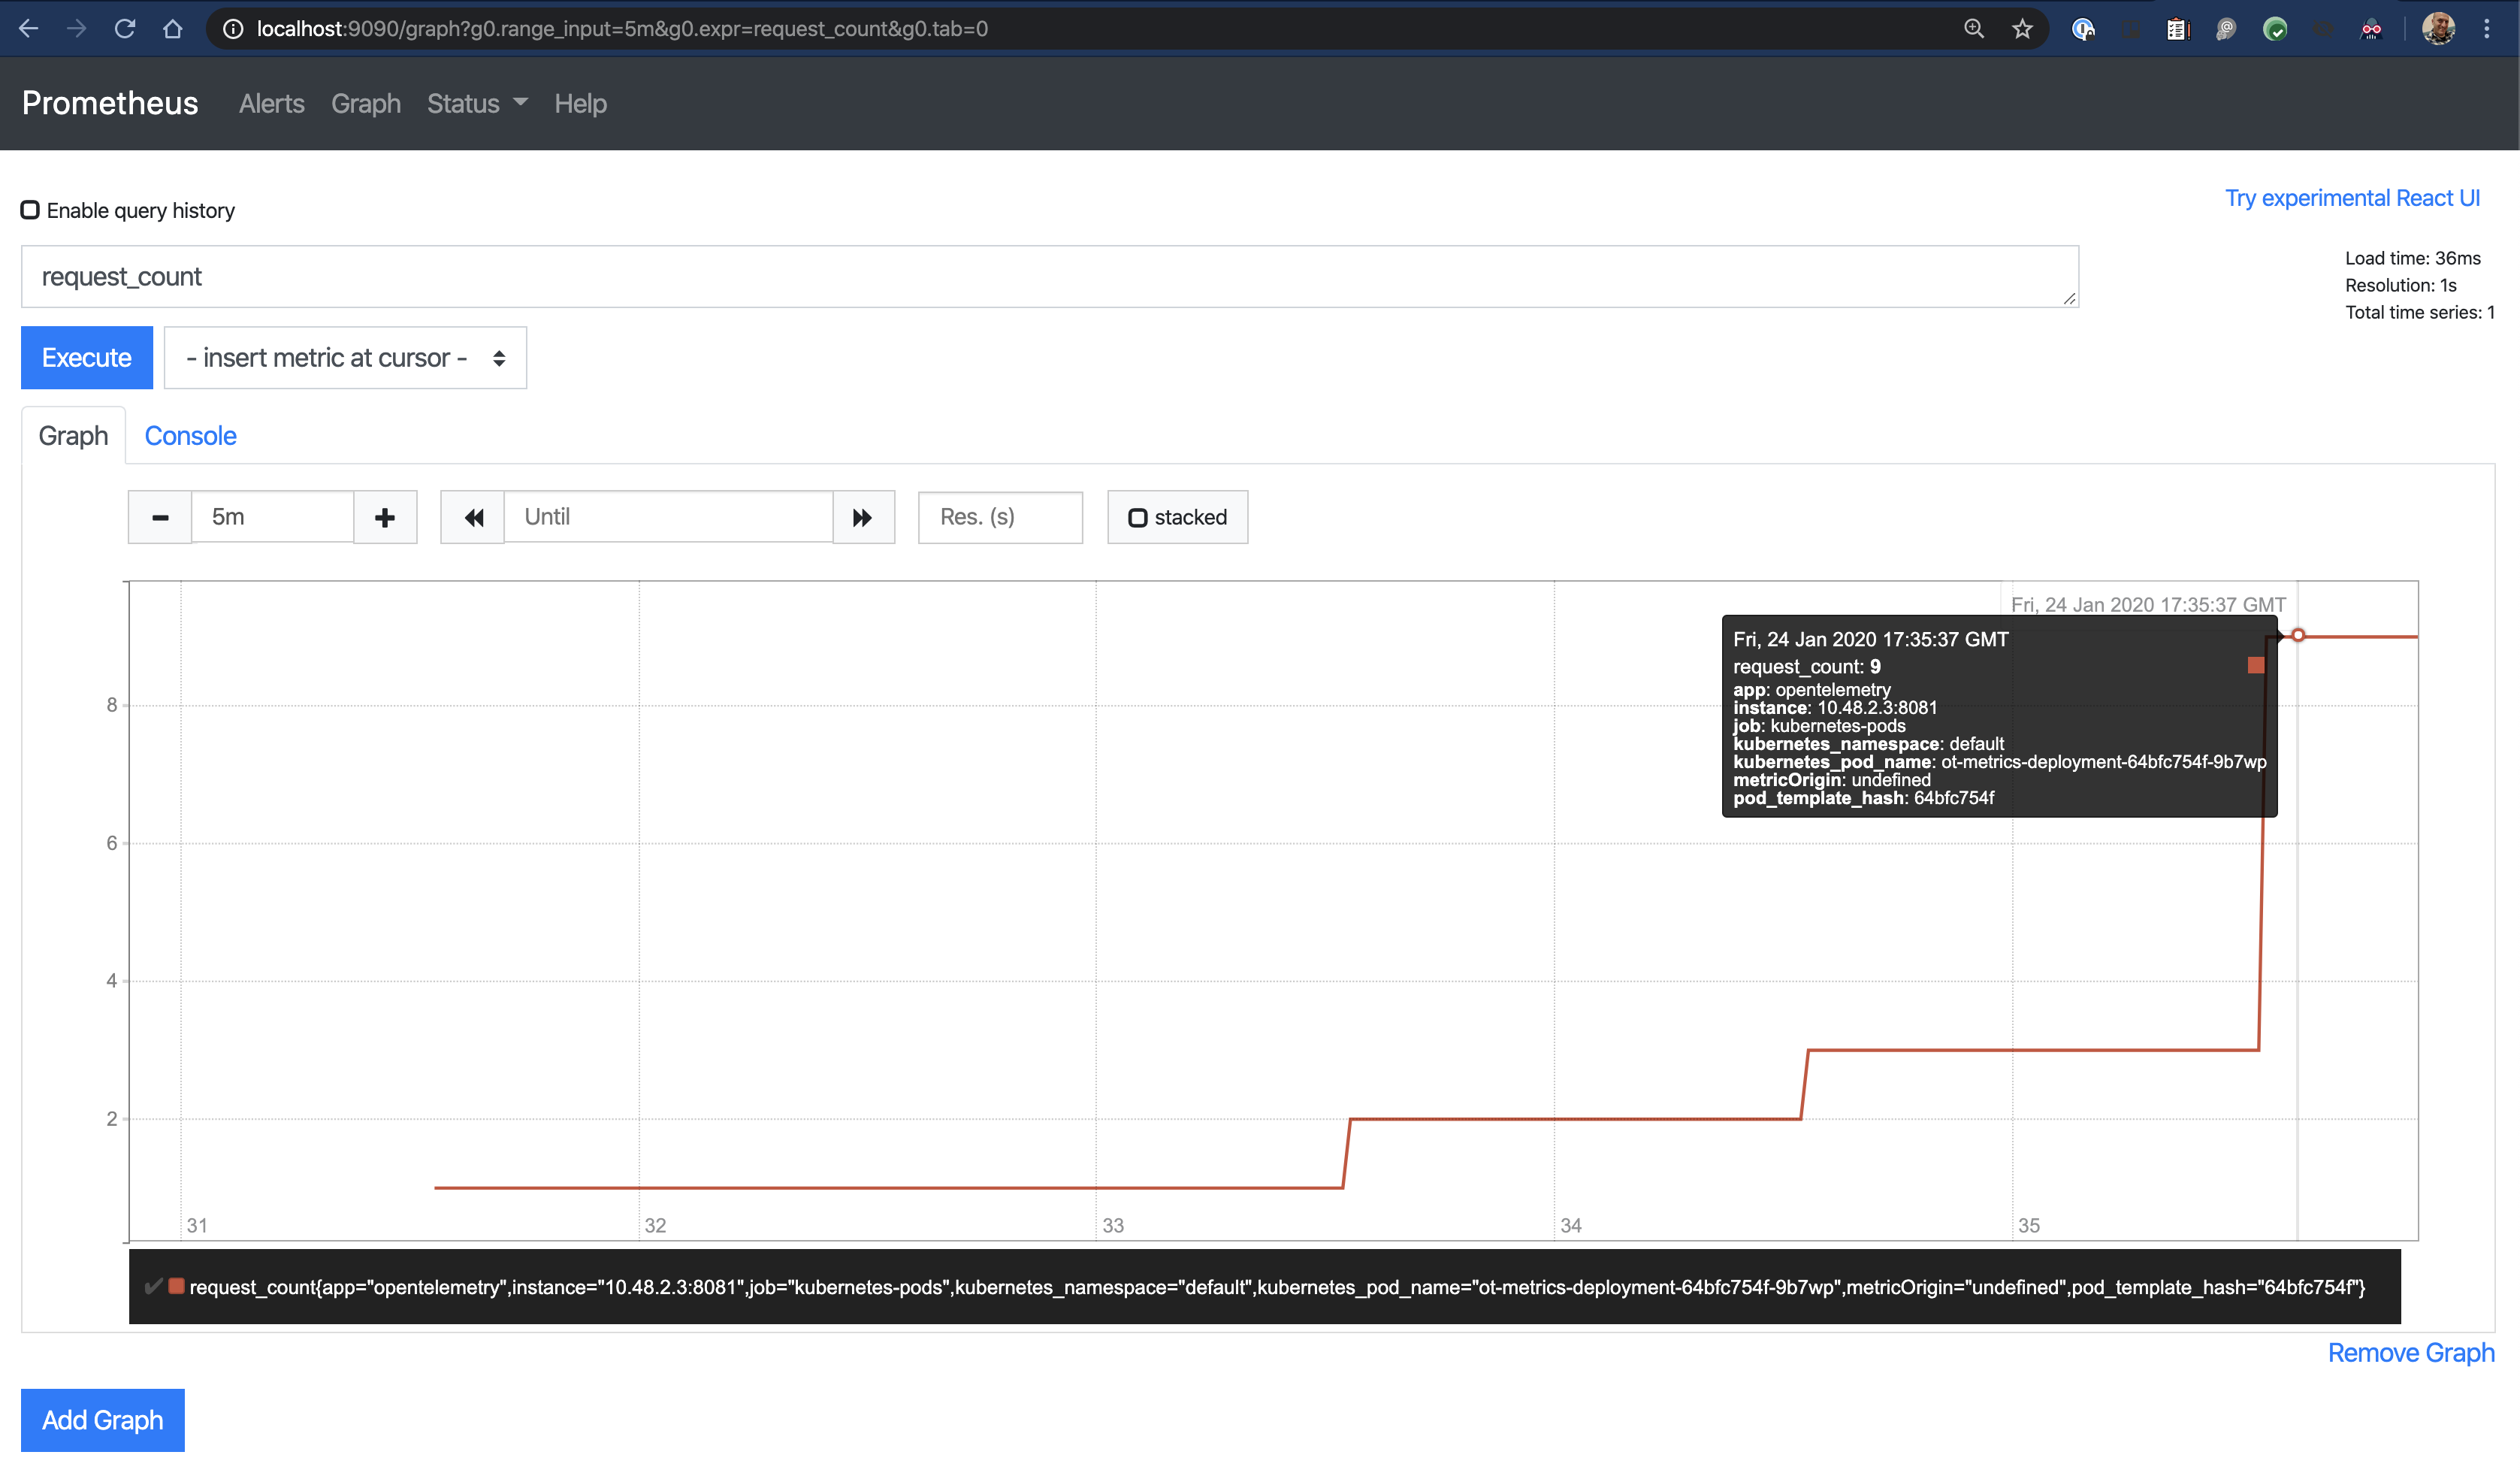 localhost:9090/graph?g0.range_input=5m&g0.expr=request_count&g0.tab=0
Prometheus Alerts Graph Status Help
Try experimental React UI
Enable query history
request_count
Load time: 36ms
Resolution: 1s
Total time series: 1
Execute - insert metric at cursor -
Graph Console
5m Until Res. (s) stacked
Fri, 24 Jan 2020 17:35:37 GMT
Fri, 24 Jan 2020 17:35:37 GMT
request_count: 9
app: opentelemetry
instance: 10.48.2.3:8081
job: kubernetes-pods
kubernetes_namespace: default
kubernetes_pod_name: ot-metrics-deployment-64bfc754f-9b7wp
metricOrigin: undefined
pod_template_hash: 64bfc754f
8
6
4
2
31 32 33 34 35
request_count{app="opentelemetry",instance="10.48.2.3:8081",job="kubernetes-pods",kubernetes_namespace="default",kubernetes_pod_name="ot-metrics-deployment-64bfc754f-9b7wp",metricOrigin="undefined",pod_template_hash="64bfc754f"}
Remove Graph
Add Graph